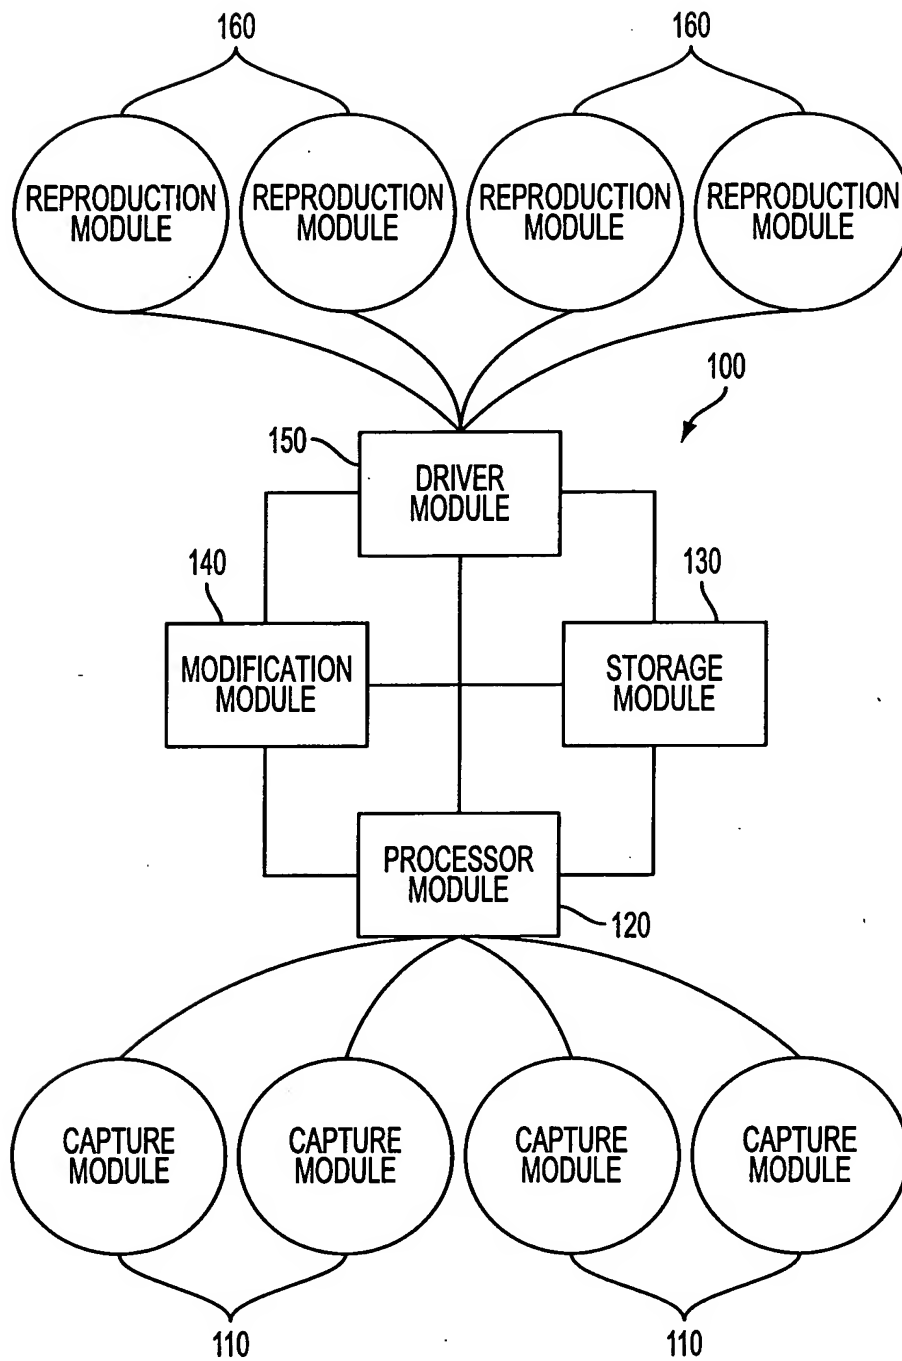 160 160
REPRODUCTION MODULE
REPRODUCTION MODULE
REPRODUCTION MODULE
REPRODUCTION MODULE
100
150
DRIVER
MODULE
140
130
MODIFICATION
MODULE
STORAGE
MODULE
PROCESSOR
MODULE
120
CAPTURE
MODULE
CAPTURE
MODULE
CAPTURE
MODULE
CAPTURE
MODULE
110 110